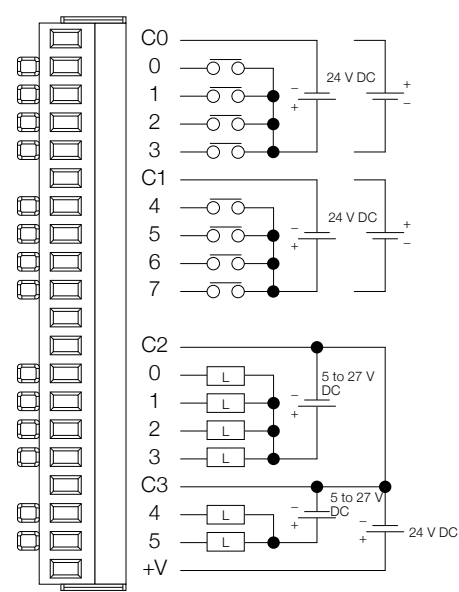 C0
0
1
2
3
– + 24 V DC + –
C1
4
5
6
7
– + 24 V DC + –
C2
0 L
1 L
2 L
3 L
– + 5 to 27 V
DC
C3
4 L
5 L
– + 5 to 27 V
DC
– + 24 V DC
+V